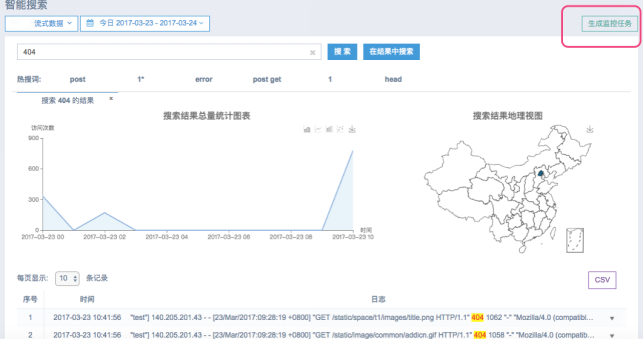 智能搜索
流式数据 今日 2017-03-23 - 2017-03-24 生成监控任务
404 × 搜 索 在结果中搜索
热搜词: post 1* error post get 1 head
搜索 404 的结果 ×
搜索结果总量统计图表 搜索结果地理视图
访问次数
900
600
300
0 时间
2017-03-23 00 2017-03-23 02 2017-03-23 04 2017-03-23 06 2017-03-23 08 2017-03-23 10
每页显示: 10 条记录 CSV
序号 时间 日志
1 2017-03-23 10:41:56 "test"] 140.205.201.43 - - [23/Mar/2017:09:28:19 +0800] "GET /static/space/t1/images/title.png HTTP/1.1" 404 1062 "-" "Mozilla/4.0 (compatibl...
2 2017-03-23 10:41:56 "test"] 140.205.201.43 - - [23/Mar/2017:09:28:19 +0800] "GET /static/image/common/addicn.gif HTTP/1.1" 404 1058 "-" "Mozilla/4.0 (compatib...